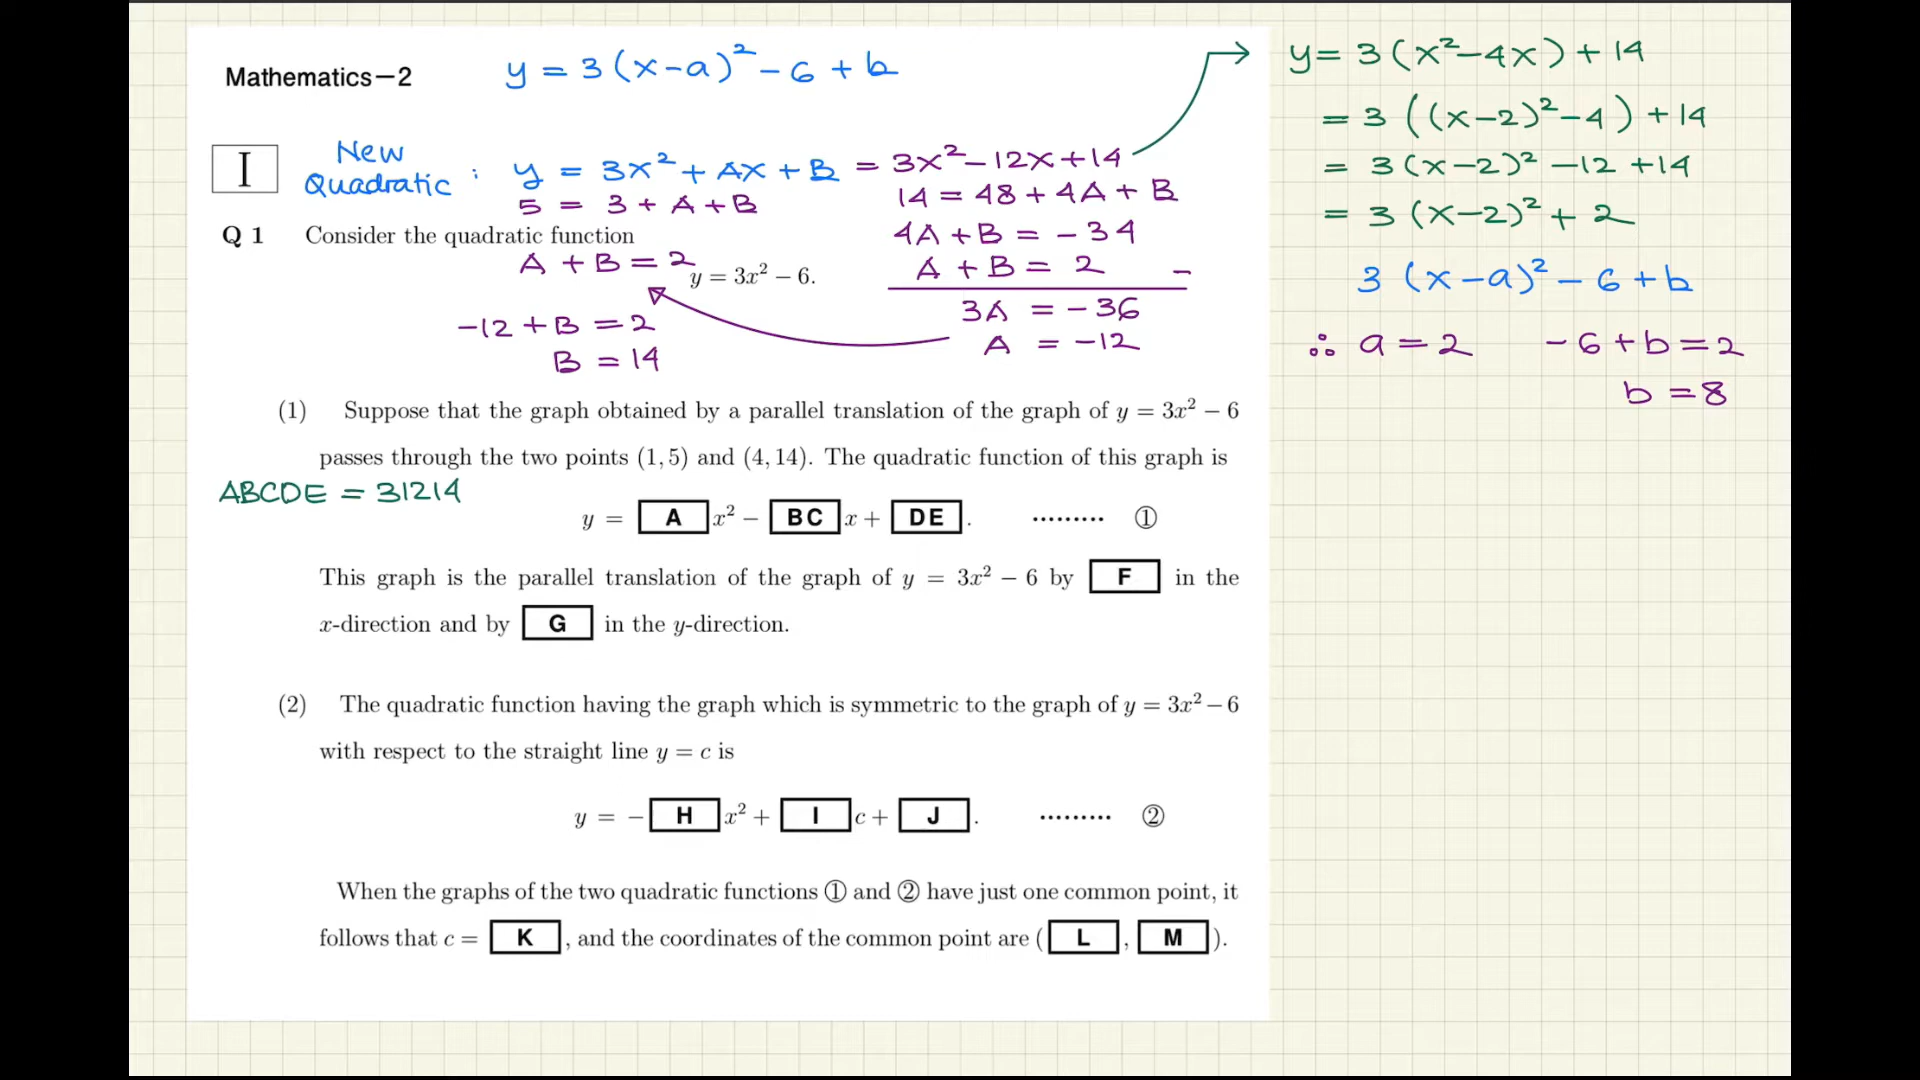 Mathematics－2
y = 3(x-a)² - 6 + b
I
New
Quadratic : y = 3x² + Ax + B = 3x² - 12x + 14
5 = 3 + A + B
14 = 48 + 4A + B
4A + B = -34
Q 1 Consider the quadratic function
A + B = 2
A + B = 2 -
y = 3x² − 6.
3A = -36
-12 + B = 2
A = -12
B = 14
(1) Suppose that the graph obtained by a parallel translation of the graph of y = 3x² − 6
passes through the two points (1, 5) and (4, 14). The quadratic function of this graph is
ABCDE = 31214
y = A x² − BC x + DE . ········· ①
This graph is the parallel translation of the graph of y = 3x² − 6 by F in the
x-direction and by G in the y-direction.
(2) The quadratic function having the graph which is symmetric to the graph of y = 3x² − 6
with respect to the straight line y = c is
y = − H x² + I c + J . ········· ②
When the graphs of the two quadratic functions ① and ② have just one common point, it
follows that c = K , and the coordinates of the common point are ( L , M ).
y = 3(x² - 4x) + 14
= 3((x-2)² - 4) + 14
= 3(x-2)² - 12 + 14
= 3(x-2)² + 2
3(x-a)² - 6 + b
∴ a = 2 -6 + b = 2
b = 8